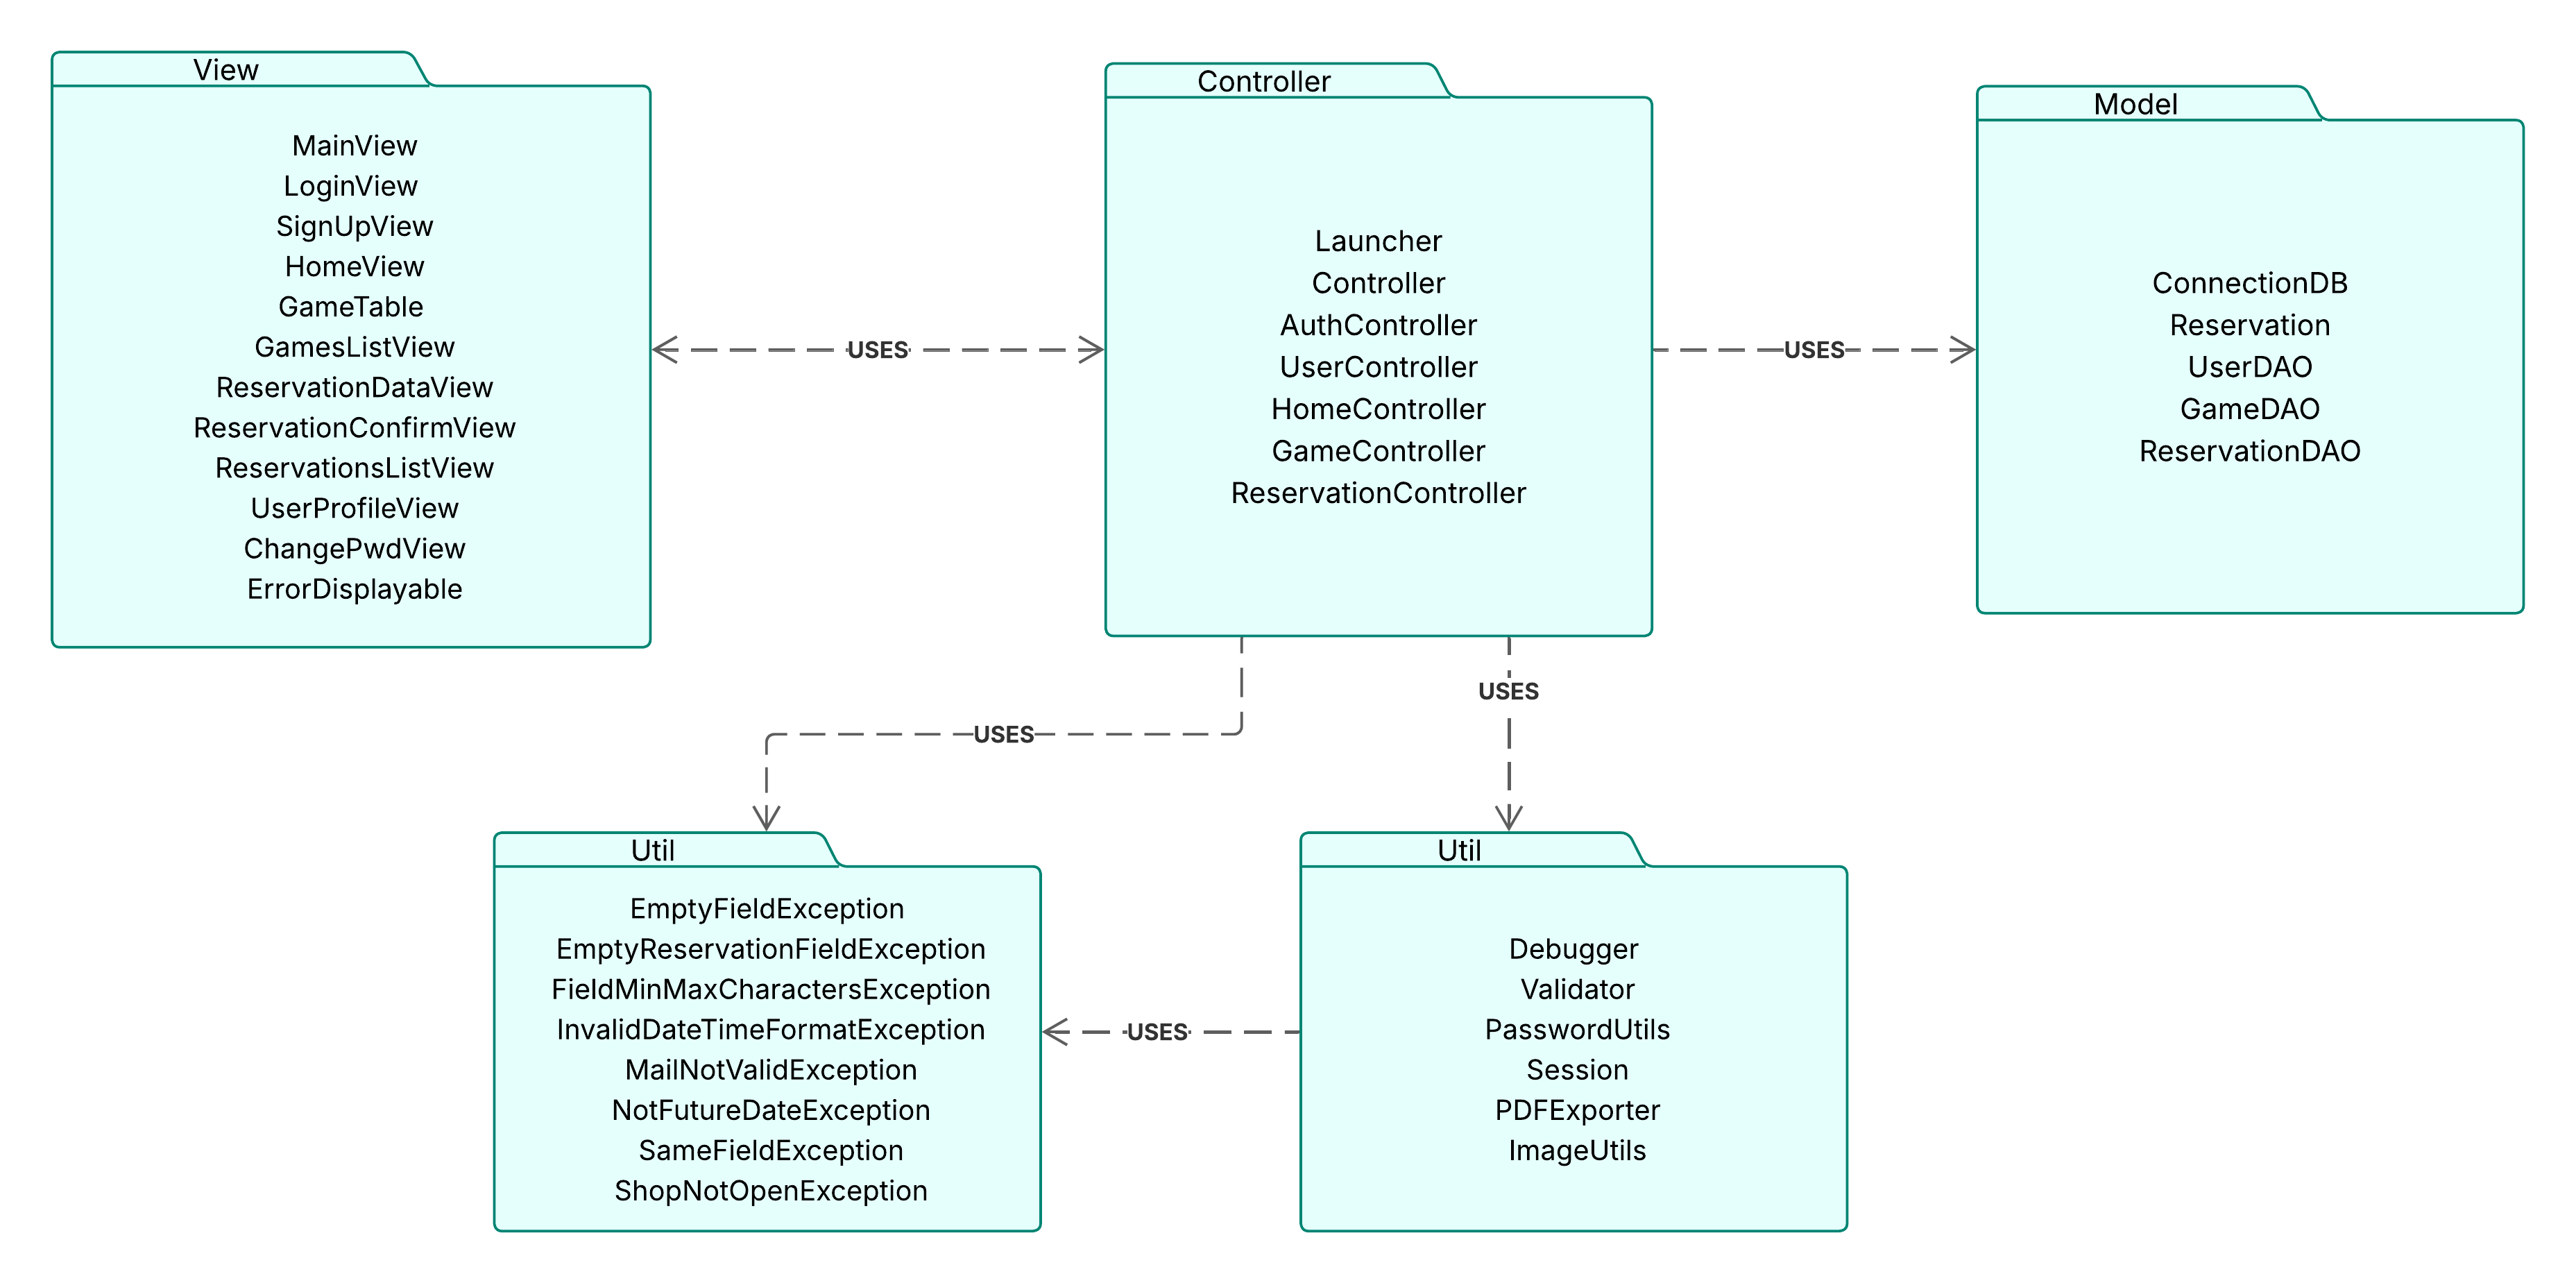 View
MainView
LoginView
SignUpView
HomeView
GameTable
GamesListView
ReservationDataView
ReservationConfirmView
ReservationsListView
UserProfileView
ChangePwdView
ErrorDisplayable
USES
Controller
Launcher
Controller
AuthController
UserController
HomeController
GameController
ReservationController
USES
Model
ConnectionDB
Reservation
UserDAO
GameDAO
ReservationDAO
USES
USES
Util
EmptyFieldException
EmptyReservationFieldException
FieldMinMaxCharactersException
InvalidDateTimeFormatException
MailNotValidException
NotFutureDateException
SameFieldException
ShopNotOpenException
USES
Util
Debugger
Validator
PasswordUtils
Session
PDFExporter
ImageUtils